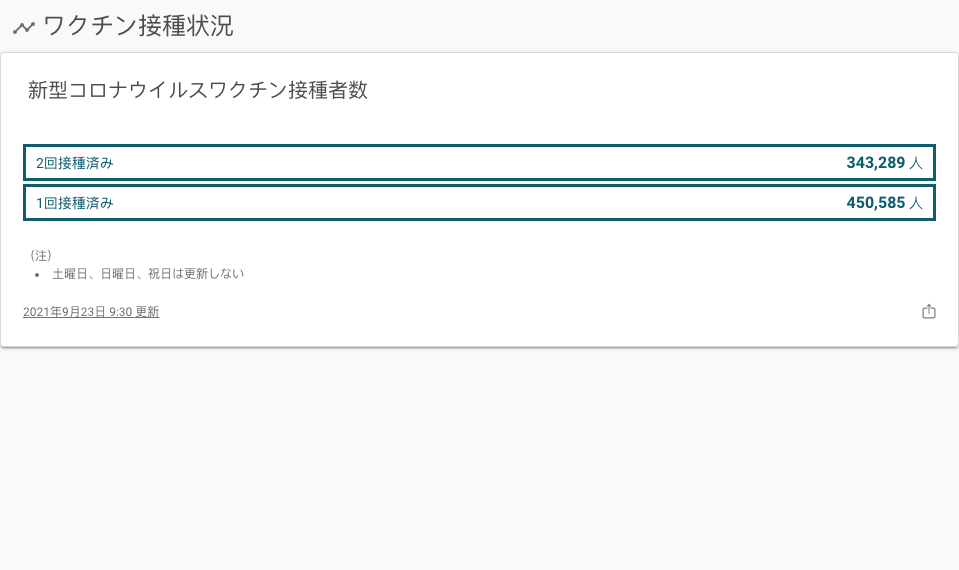 ワクチン接種状況
新型コロナウイルスワクチン接種者数
2回接種済み 343,289 人
1回接種済み 450,585 人
（注）
• 土曜日、日曜日、祝日は更新しない
2021年9月23日 9:30 更新